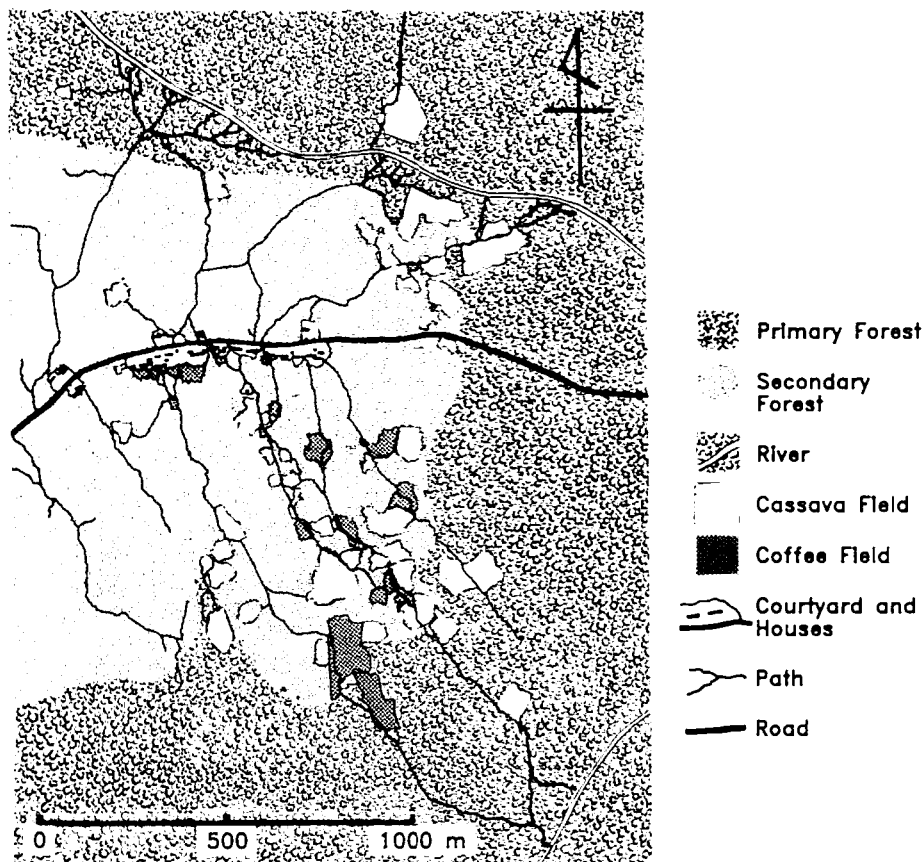 Primary Forest
Secondary
Forest
River
Cassava Field
Coffee Field
Courtyard and
Houses
Path
Road
0 500 1000 m